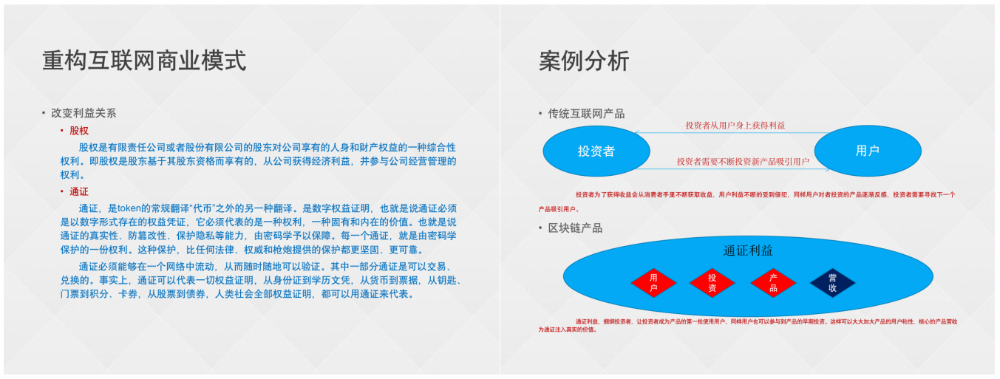 重构互联网商业模式
• 改变利益关系
• 股权
股权是有限责任公司或者股份有限公司的股东对公司享有的人身和财产权益的一种综合性
权利。即股权是股东基于其股东资格而享有的，从公司获得经济利益，并参与公司经营管理的
权利。
• 通证
通证，是token的常规翻译“代币”之外的另一种翻译。是数字权益证明，也就是说通证必须
是以数字形式存在的权益凭证，它必须代表的是一种权利，一种固有和内在的价值。也就是说
通证的真实性、防篡改性、保护隐私等能力，由密码学予以保障。每一个通证，就是由密码学
保护的一份权利。这种保护，比任何法律、权威和枪炮提供的保护都更坚固、更可靠。
通证必须能够在一个网络中流动，从而随时随地可以验证。其中一部分通证是可以交易、
兑换的。事实上，通证可以代表一切权益证明，从身份证到学历文凭，从货币到票据，从钥匙、
门票到积分、卡券，从股票到债券，人类社会全部权益证明，都可以用通证来代表。
案例分析
• 传统互联网产品
投资者从用户身上获得利益
投资者
用户
投资者需要不断投资新产品吸引用户
投资者为了获得收益会从消费者手里不断获取收益，用户利益不断的受到侵犯，同样用户对者投资的产品逐渐反感，投资者需要寻找下一个
产品吸引用户。
• 区块链产品
通证利益
用户
投资
产品
营收
通证利益，捆绑投资者，让投资者成为产品的第一批使用用户，同样用户也可以参与到产品的早期投资。这样可以大大加大产品的用户粘性，核心的产品营收
为通证注入真实的价值。